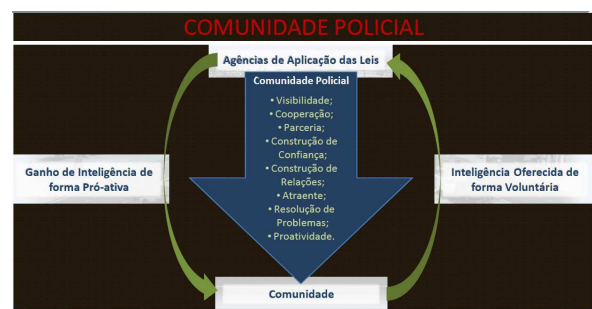 COMUNIDADE POLICIAL
Agências de Aplicação das Leis
Comunidade Policial
• Visibilidade;
• Cooperação;
• Parceria;
• Construção de
Confiança;
• Construção de
Relações;
• Atraente;
• Resolução de
Problemas;
• Proatividade.
Ganho de Inteligência de
forma Pró-ativa
Inteligência Oferecida de
forma Voluntária
Comunidade